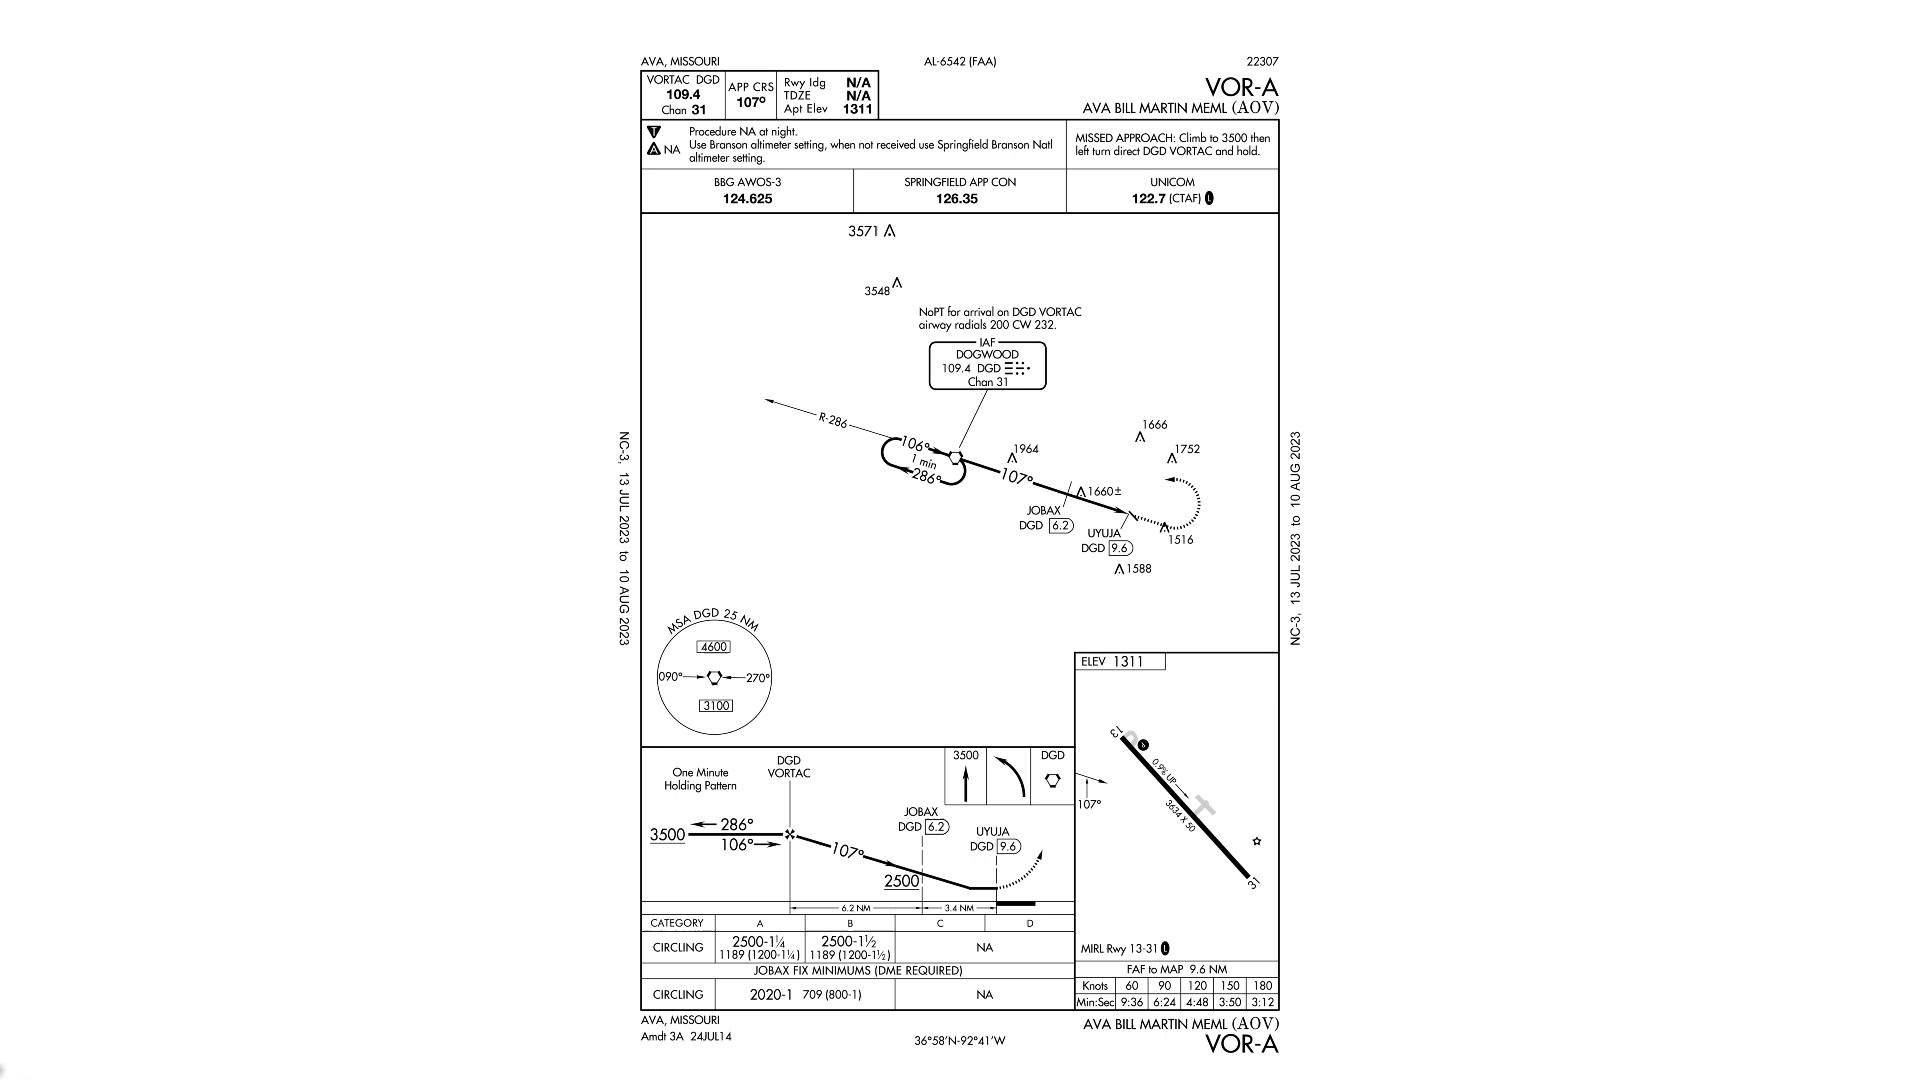 AVA, MISSOURI
AL-6542 (FAA)
22307
VORTAC DGD
109.4
Chan 31
APP CRS
107°
Rwy ldg N/A
TDZE N/A
Apt Elev 1311
VOR-A
AVA BILL MARTIN MEML (AOV)
T
A NA
Procedure NA at night.
Use Branson altimeter setting, when not received use Springfield Branson Natl
altimeter setting.
MISSED APPROACH: Climb to 3500 then
left turn direct DGD VORTAC and hold.
BBG AWOS-3
124.625
SPRINGFIELD APP CON
126.35
UNICOM
122.7 (CTAF) L
3571
3548
NoPT for arrival on DGD VORTAC
airway radials 200 CW 232.
IAF
DOGWOOD
109.4 DGD
Chan 31
R-286
106°
1 min
286°
107°
1964
1666
1752
1660±
JOBAX
DGD 6.2
UYUJA
DGD 9.6
1516
1588
NC-3, 13 JUL 2023 to 10 AUG 2023
NC-3, 13 JUL 2023 to 10 AUG 2023
MSA DGD 25 NM
4600
090°
270°
3100
ELEV 1311
13
0.9% UP
3634 X 50
31
107°
MIRL Rwy 13-31 L
One Minute
Holding Pattern
DGD
VORTAC
3500
DGD
JOBAX
DGD 6.2
UYUJA
DGD 9.6
3500
286°
106°
107°
2500
6.2 NM
3.4 NM
CATEGORY A B C D
CIRCLING
2500-1¼
1189 (1200-1¼)
2500-1½
1189 (1200-1½)
NA
JOBAX FIX MINIMUMS (DME REQUIRED)
CIRCLING 2020-1 709 (800-1) NA
FAF to MAP 9.6 NM
Knots 60 90 120 150 180
Min:Sec 9:36 6:24 4:48 3:50 3:12
AVA, MISSOURI
Amdt 3A 24JUL14
36°58'N-92°41'W
AVA BILL MARTIN MEML (AOV)
VOR-A